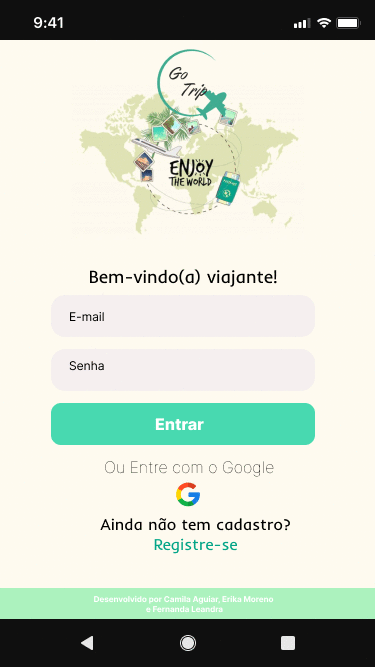 9:41
Go
Trip
ENJOY
THE WORLD
Bem-vindo(a) viajante!
E-mail
Senha
Entrar
Ou Entre com o Google
Ainda não tem cadastro?
Registre-se
Desenvolvido por Camila Aguiar, Erika Moreno
e Fernanda Leandra